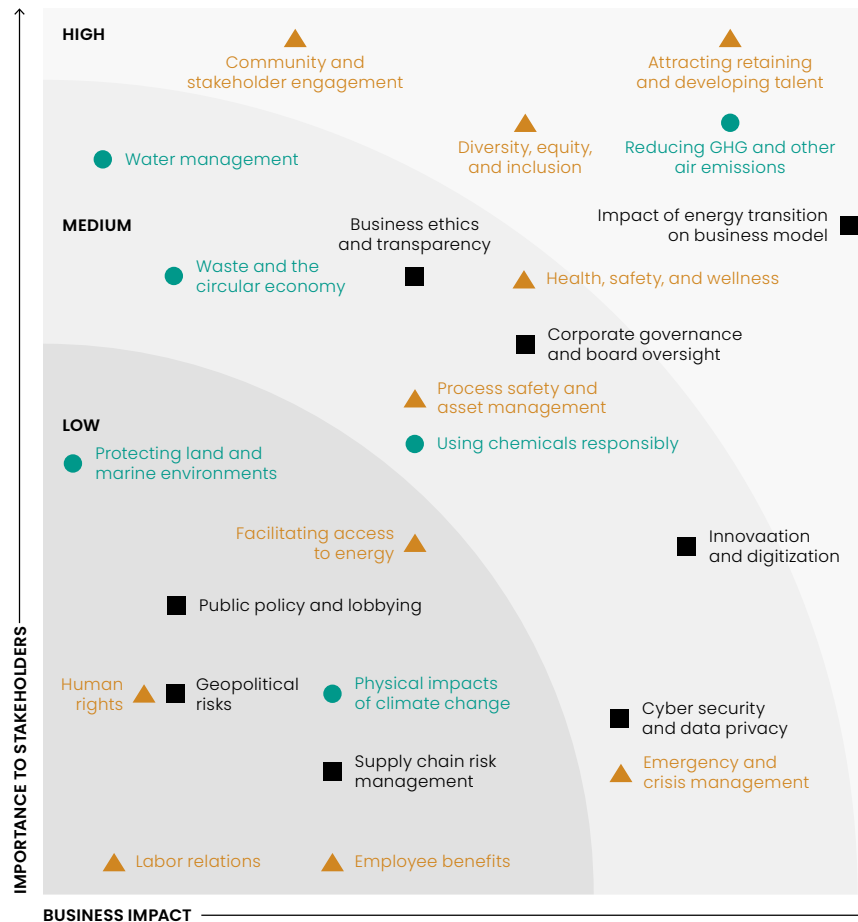 HIGH
Community and
stakeholder engagement
Attracting retaining
and developing talent
Diversity, equity,
and inclusion
Reducing GHG and other
air emissions
Water management
MEDIUM
Business ethics
and transparency
Impact of energy transition
on business model
Waste and the
circular economy
Health, safety, and wellness
Corporate governance
and board oversight
Process safety and
asset management
LOW
Using chemicals responsibly
Protecting land and
marine environments
Facilitating access
to energy
Innovaation
and digitization
Public policy and lobbying
Human
rights
Geopolitical
risks
Physical impacts
of climate change
Cyber security
and data privacy
Supply chain risk
management
Emergency and
crisis management
Labor relations
Employee benefits
IMPORTANCE TO STAKEHOLDERS
BUSINESS IMPACT